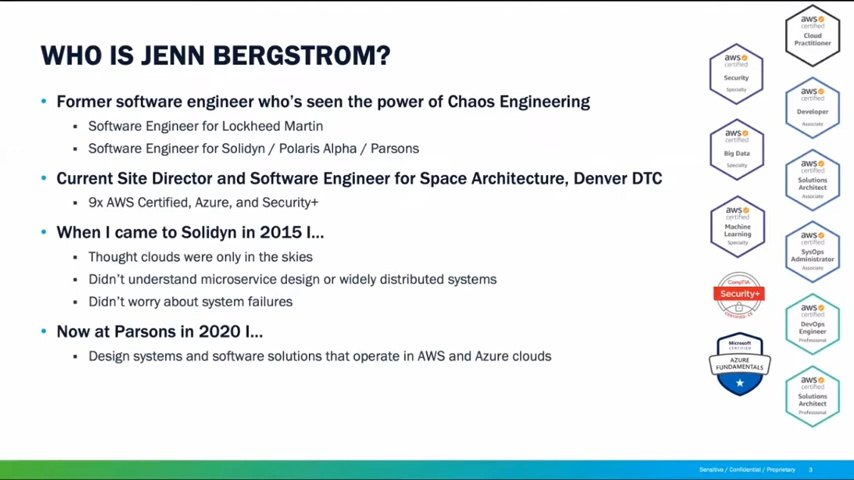 WHO IS JENN BERGSTROM?
• Former software engineer who's seen the power of Chaos Engineering
▪ Software Engineer for Lockheed Martin
▪ Software Engineer for Solidyn / Polaris Alpha / Parsons
• Current Site Director and Software Engineer for Space Architecture, Denver DTC
▪ 9x AWS Certified, Azure, and Security+
• When I came to Solidyn in 2015 I...
▪ Thought clouds were only in the skies
▪ Didn't understand microservice design or widely distributed systems
▪ Didn't worry about system failures
• Now at Parsons in 2020 I...
▪ Design systems and software solutions that operate in AWS and Azure clouds
aws
certified
Security
Specialty
aws
certified
Big Data
Specialty
aws
certified
Machine
Learning
Specialty
CompTIA
Security+
Microsoft
CERTIFIED
AZURE
FUNDAMENTALS
aws
certified
Cloud
Practitioner
aws
certified
Developer
Associate
aws
certified
Solutions
Architect
Associate
aws
certified
SysOps
Administrator
Associate
aws
certified
DevOps
Engineer
Professional
aws
certified
Solutions
Architect
Professional
Sensitive / Confidential / Proprietary 3